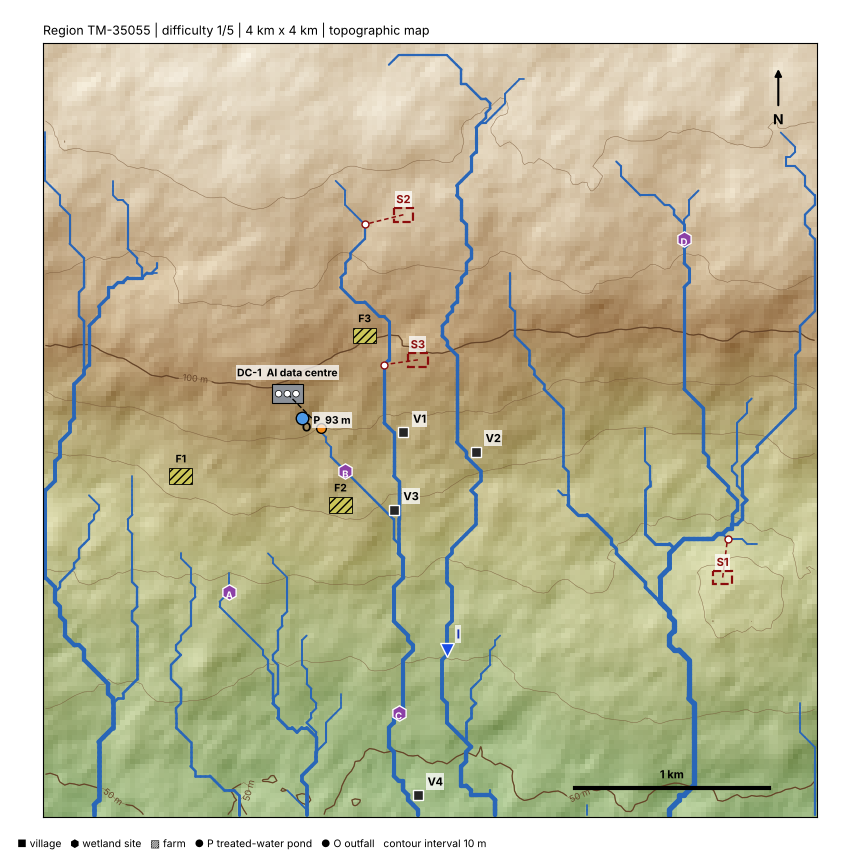 Region TM-35055 | difficulty 1/5 | 4 km x 4 km | topographic map
N
S2
D
F3
S3
DC-1 AI data centre
100 m
P 93 m
O
V1
V2
F1
B
F2
V3
S1
A
I
C
1 km
V4
50 m
50 m
50 m
village wetland site farm P treated-water pond O outfall contour interval 10 m